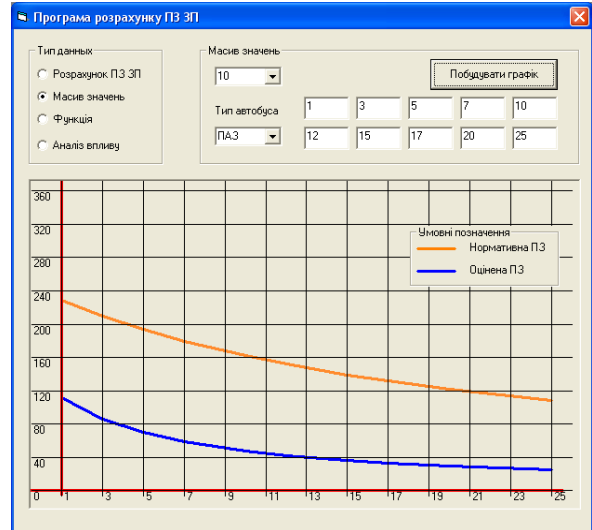 Програма розрахунку ПЗ ЗП
Тип данных
Розрахунок ПЗ ЗП
Масив значень
Функція
Аналіз впливу
Масив значень
10
Побудувати графік
Тип автобуса
1 3 5 7 10
ПАЗ
12 15 17 20 25
Умовні позначення
Нормативна ПЗ
Оцінена ПЗ
360
320
280
240
200
160
120
80
40
0 1 3 5 7 9 11 13 15 17 19 21 23 25